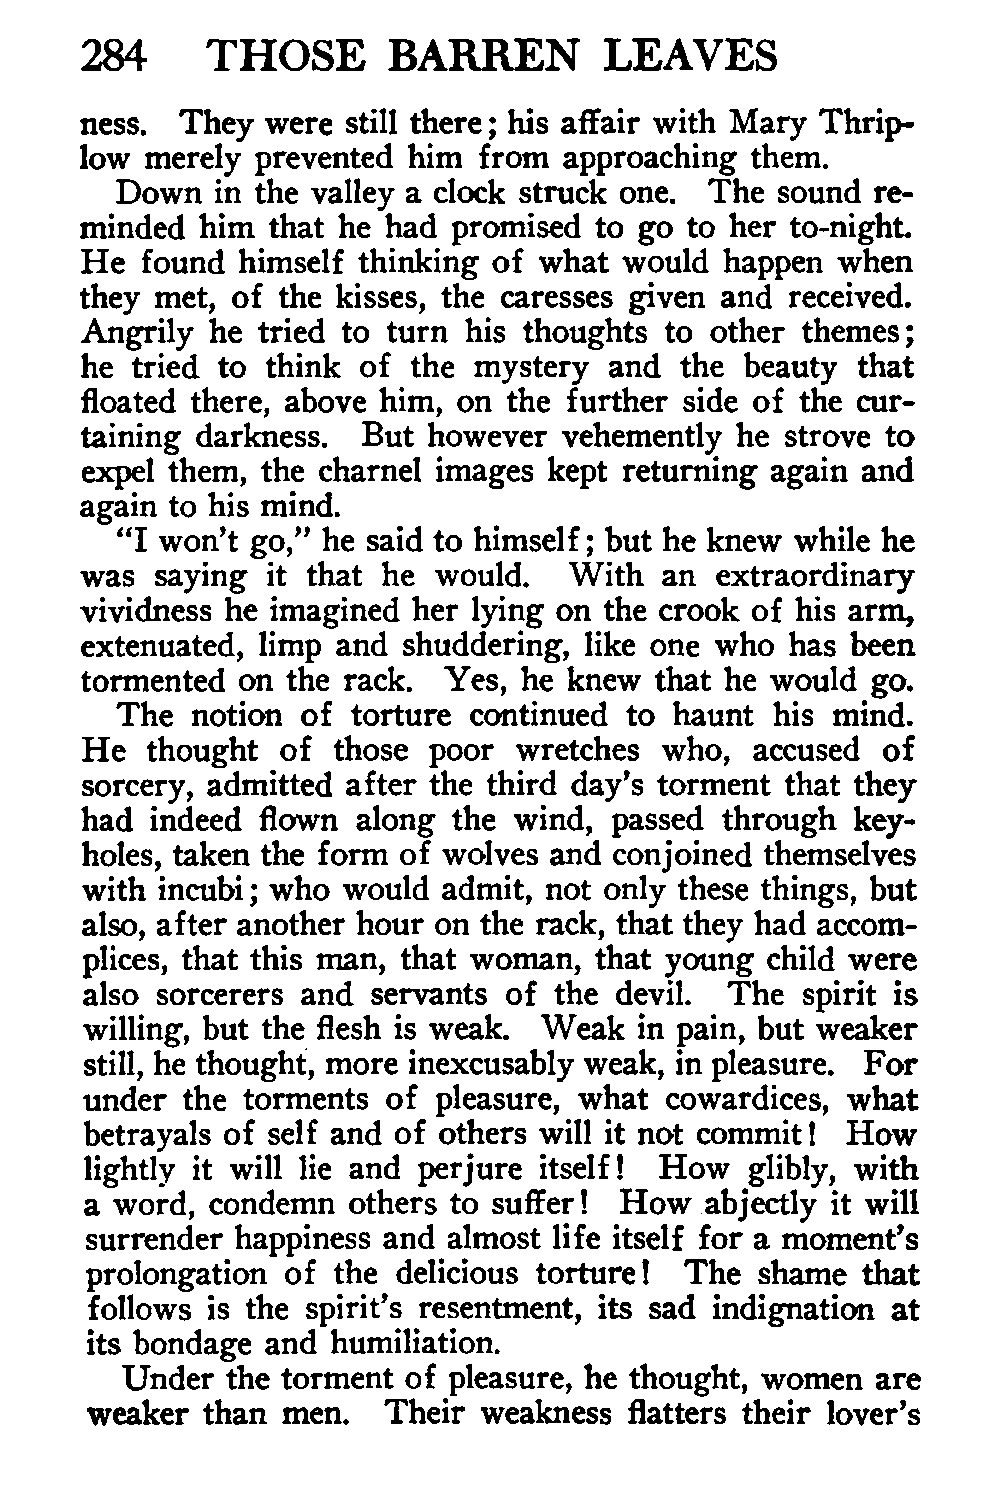 284 THOSE BARREN LEAVES
ness. They were still there; his affair with Mary Thrip-
low merely prevented him from approaching them.
Down in the valley a clock struck one. The sound re-
minded him that he had promised to go to her to-night.
He found himself thinking of what would happen when
they met, of the kisses, the caresses given and received.
Angrily he tried to turn his thoughts to other themes;
he tried to think of the mystery and the beauty that
floated there, above him, on the further side of the cur-
taining darkness. But however vehemently he strove to
expel them, the charnel images kept returning again and
again to his mind.
"I won't go," he said to himself; but he knew while he
was saying it that he would. With an extraordinary
vividness he imagined her lying on the crook of his arm,
extenuated, limp and shuddering, like one who has been
tormented on the rack. Yes, he knew that he would go.
The notion of torture continued to haunt his mind.
He thought of those poor wretches who, accused of
sorcery, admitted after the third day's torment that they
had indeed flown along the wind, passed through key-
holes, taken the form of wolves and conjoined themselves
with incubi; who would admit, not only these things, but
also, after another hour on the rack, that they had accom-
plices, that this man, that woman, that young child were
also sorcerers and servants of the devil. The spirit is
willing, but the flesh is weak. Weak in pain, but weaker
still, he thought, more inexcusably weak, in pleasure. For
under the torments of pleasure, what cowardices, what
betrayals of self and of others will it not commit! How
lightly it will lie and perjure itself! How glibly, with
a word, condemn others to suffer! How abjectly it will
surrender happiness and almost life itself for a moment's
prolongation of the delicious torture! The shame that
follows is the spirit's resentment, its sad indignation at
its bondage and humiliation.
Under the torment of pleasure, he thought, women are
weaker than men. Their weakness flatters their lover's